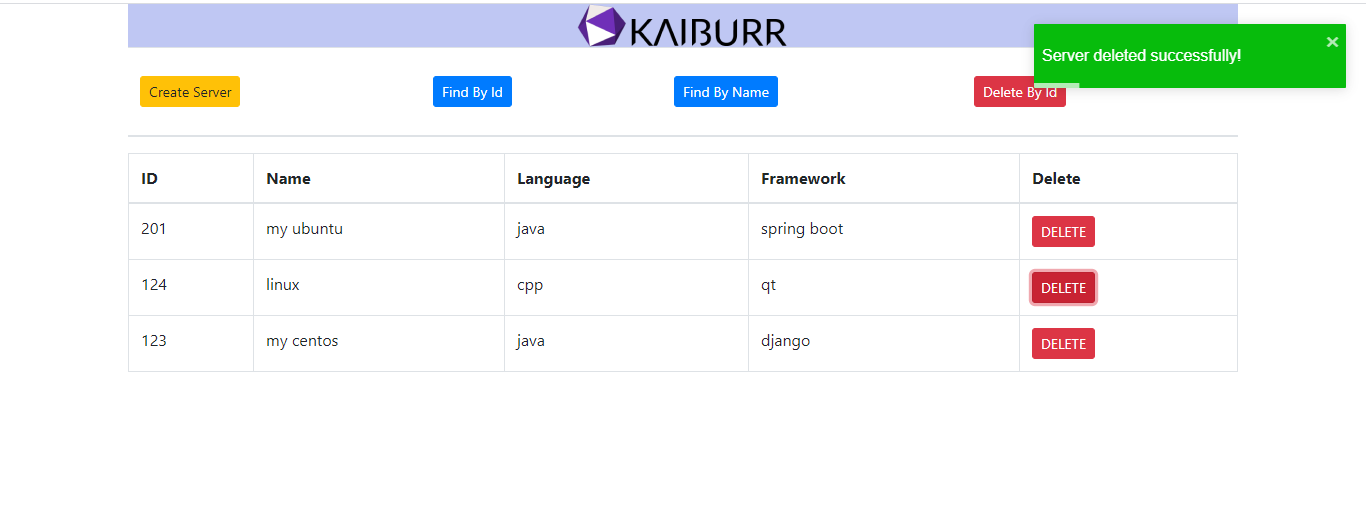 KAIBURR
Server deleted successfully! ×
Create Server Find By Id Find By Name Delete By Id
ID Name Language Framework Delete
201 my ubuntu java spring boot DELETE
124 linux cpp qt DELETE
123 my centos java django DELETE